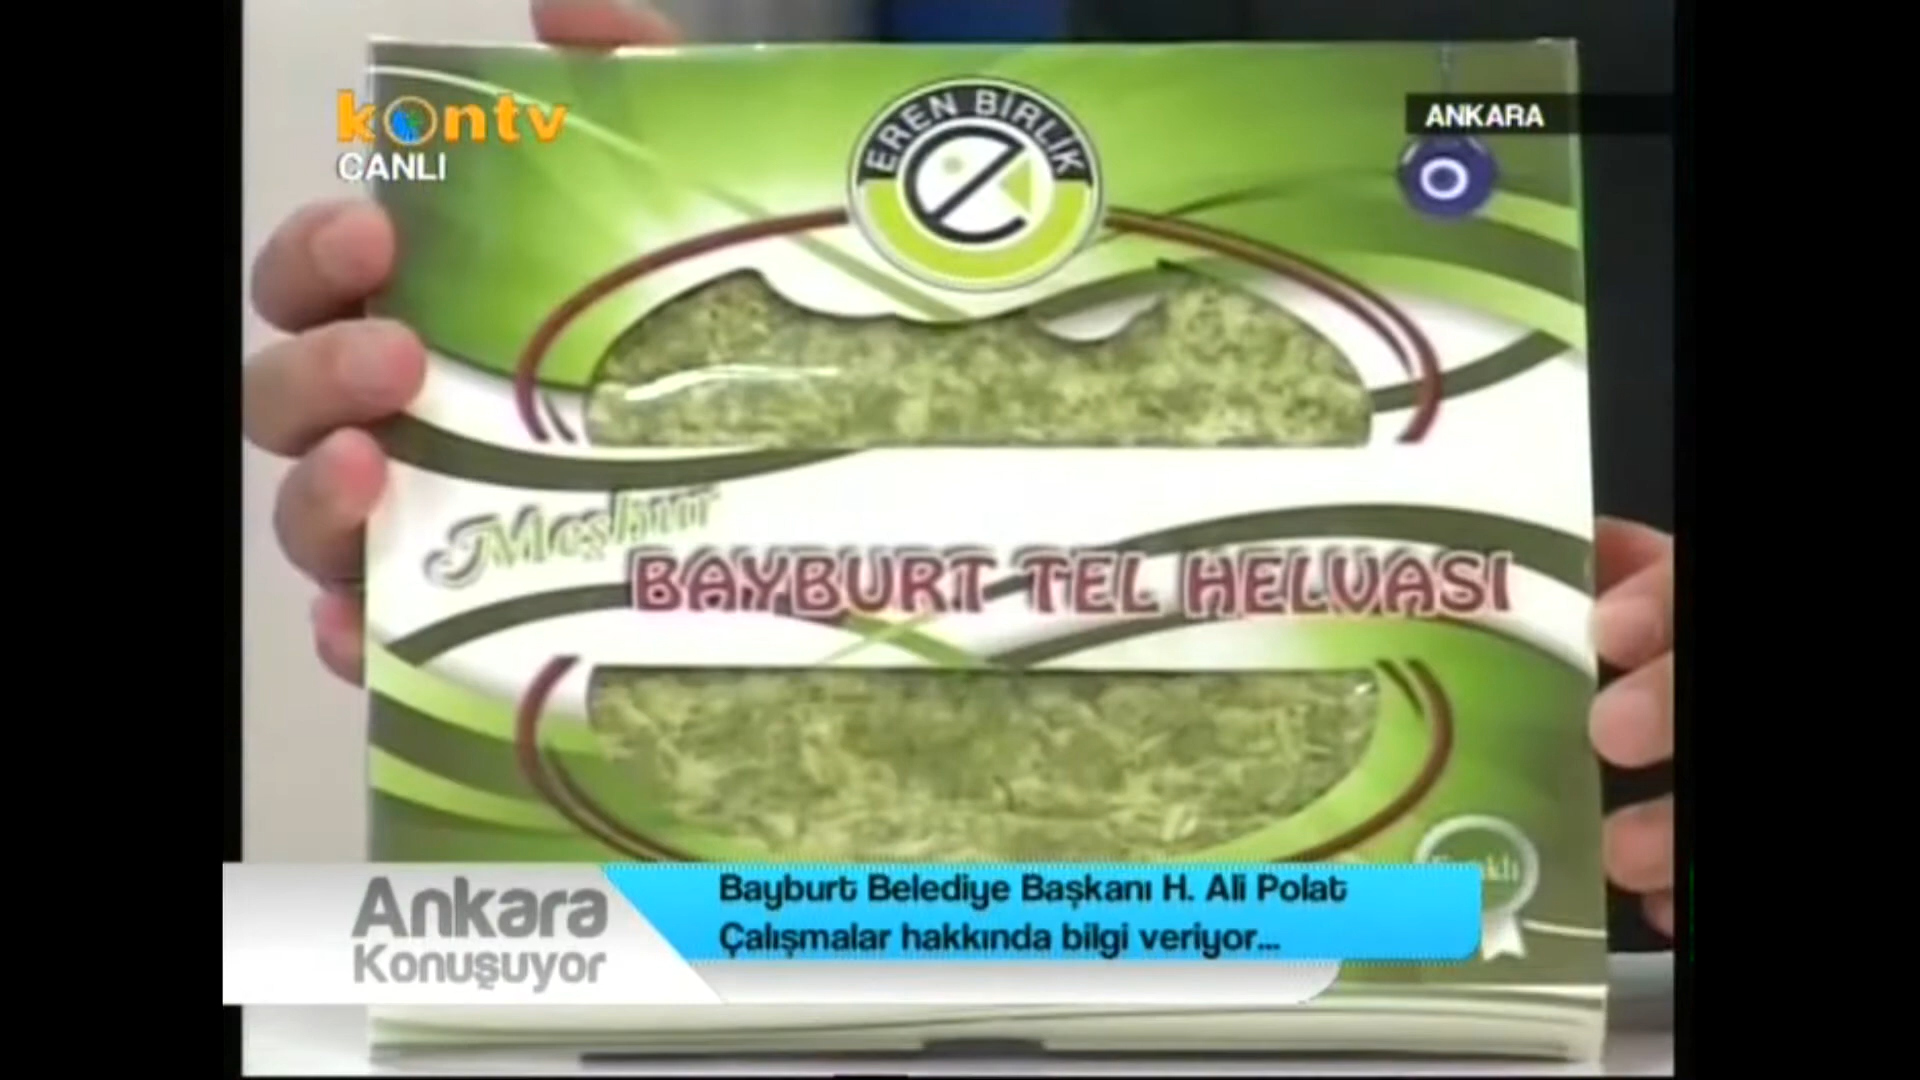 kontv
CANLI
ANKARA
EREN BİRLİK
Meşhur
BAYBURT TEL HELVASI
Ankara
Konuşuyor
Bayburt Belediye Başkanı H. Ali Polat
Çalışmalar hakkında bilgi veriyor...